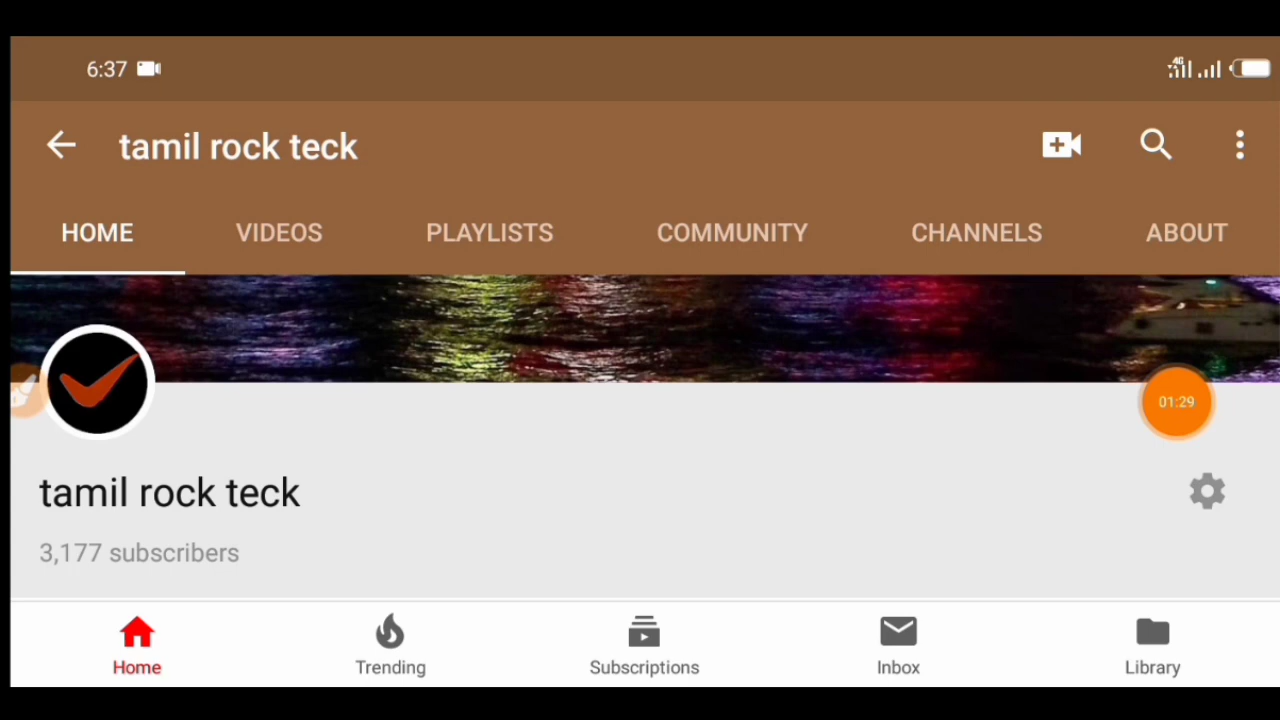 6:37
4G
tamil rock teck
HOME VIDEOS PLAYLISTS COMMUNITY CHANNELS ABOUT
01:29
tamil rock teck
3,177 subscribers
Home Trending Subscriptions Inbox Library